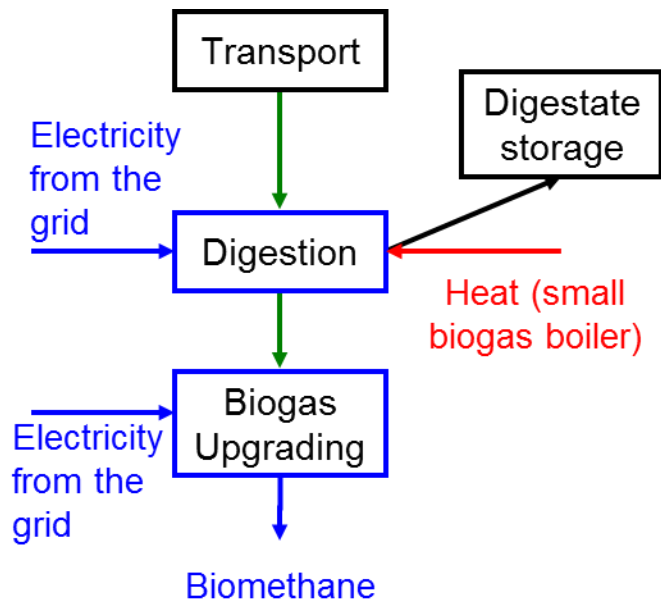 Transport
Digestate
storage
Electricity
from the
grid
Digestion
Heat (small
biogas boiler)
Biogas
Upgrading
Electricity
from the
grid
Biomethane